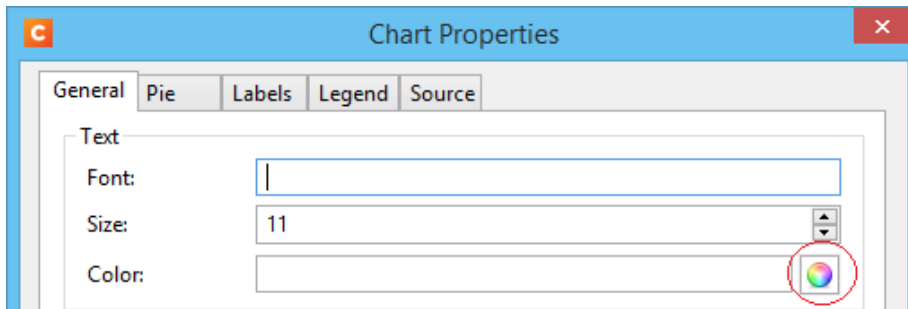 C Chart Properties
General Pie Labels Legend Source
Text
Font:
Size: 11
Color: